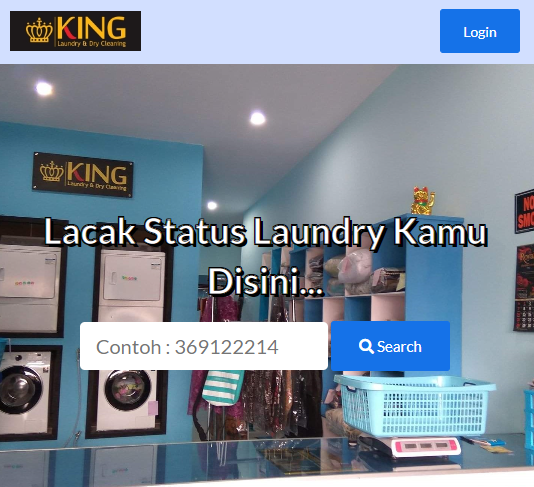 KING
Laundry & Dry Cleaning
Login
KING
Laundry & Dry Cleaning
NO
SMO
Lacak Status Laundry Kamu
Disini...
Contoh : 369122214
Search